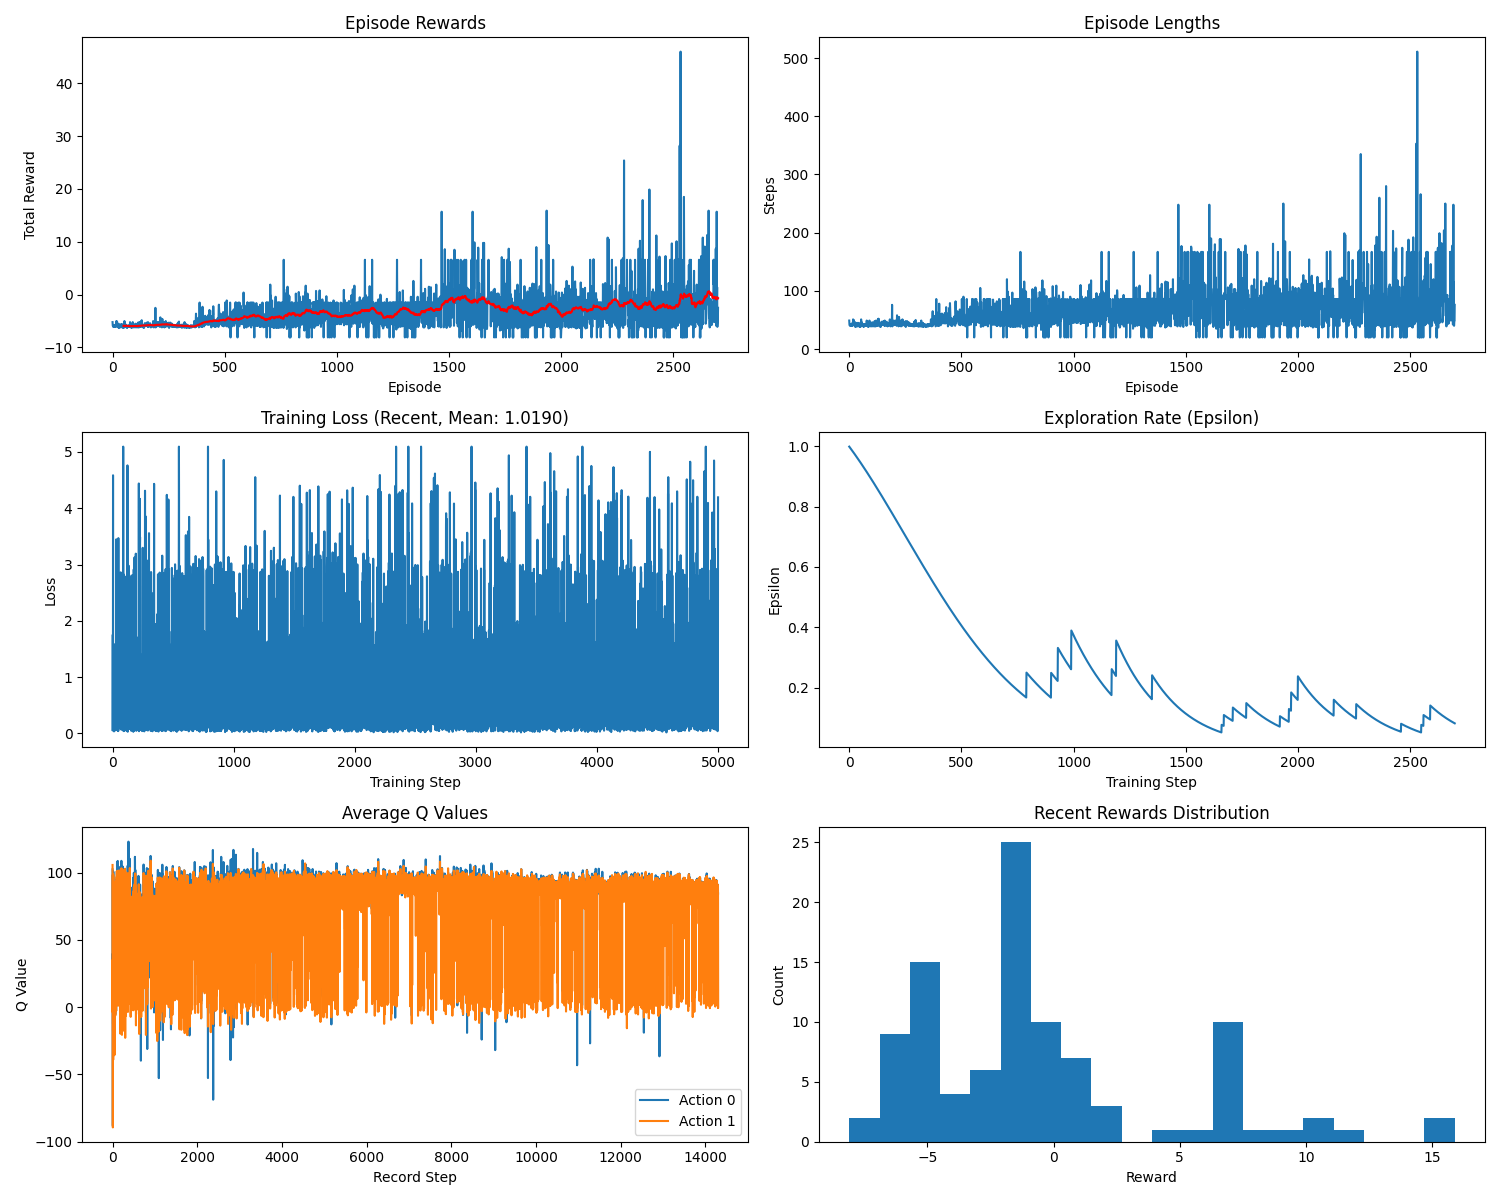 Episode Rewards
Total Reward
40
30
20
10
0
−10
0 500 1000 1500 2000 2500
Episode
Episode Lengths
Steps
500
400
300
200
100
0
0 500 1000 1500 2000 2500
Episode
Training Loss (Recent, Mean: 1.0190)
Loss
5
4
3
2
1
0
0 1000 2000 3000 4000 5000
Training Step
Exploration Rate (Epsilon)
Epsilon
1.0
0.8
0.6
0.4
0.2
0 500 1000 1500 2000 2500
Training Step
Average Q Values
Q Value
100
50
0
−50
−100
Action 0
Action 1
0 2000 4000 6000 8000 10000 12000 14000
Record Step
Recent Rewards Distribution
Count
25
20
15
10
5
0
−5 0 5 10 15
Reward